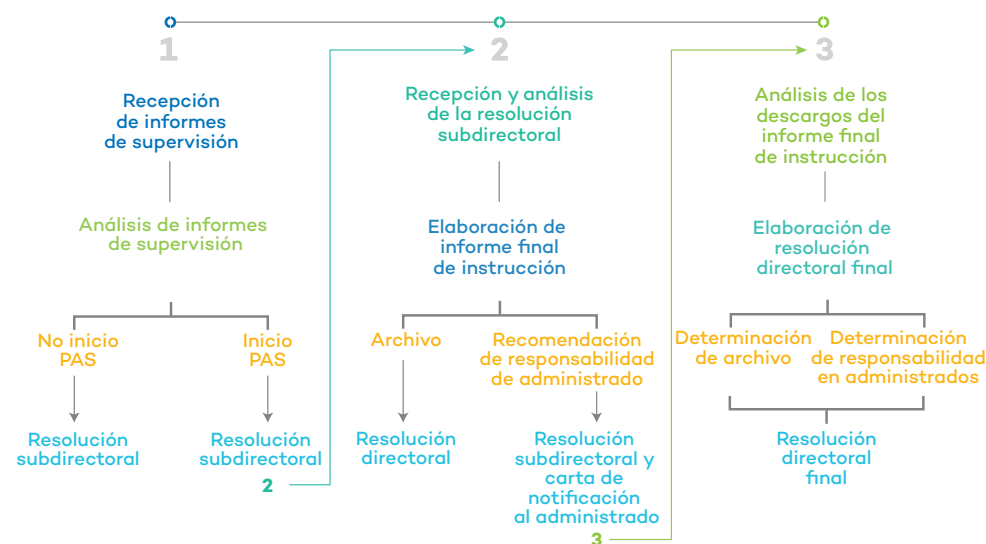 1
Recepción
de informes
de supervisión
Análisis de informes
de supervisión
No inicio
PAS
Inicio
PAS
Resolución
subdirectoral
Resolución
subdirectoral
2
2
Recepción y análisis
de la resolución
subdirectoral
Elaboración de
informe final
de instrucción
Archivo
Recomendación
de responsabilidad
de administrado
Resolución
directoral
Resolución
subdirectoral y
carta de
notificación
al administrado
3
3
Análisis de los
descargos del
informe final
de instrucción
Elaboración de
resolución
directoral final
Determinación
de archivo
Determinación
de responsabilidad
en administrados
Resolución
directoral
final